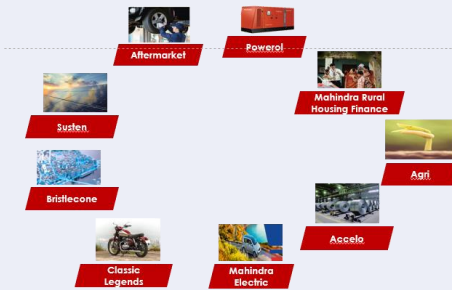 Aftermarket
Powerol
Mahindra Rural
Housing Finance
Susten
Agri
Bristlecone
Accelo
Classic
Legends
Mahindra
Electric